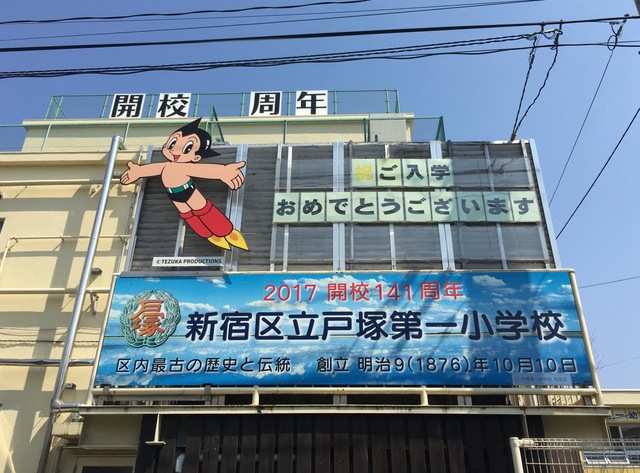 開校 周年
祝ご入学
おめでとうございます
© TEZUKA PRODUCTIONS
2017 開校141周年
戸塚
新宿区立戸塚第一小学校
区内最古の歴史と伝統 創立 明治9(1876)年10月10日